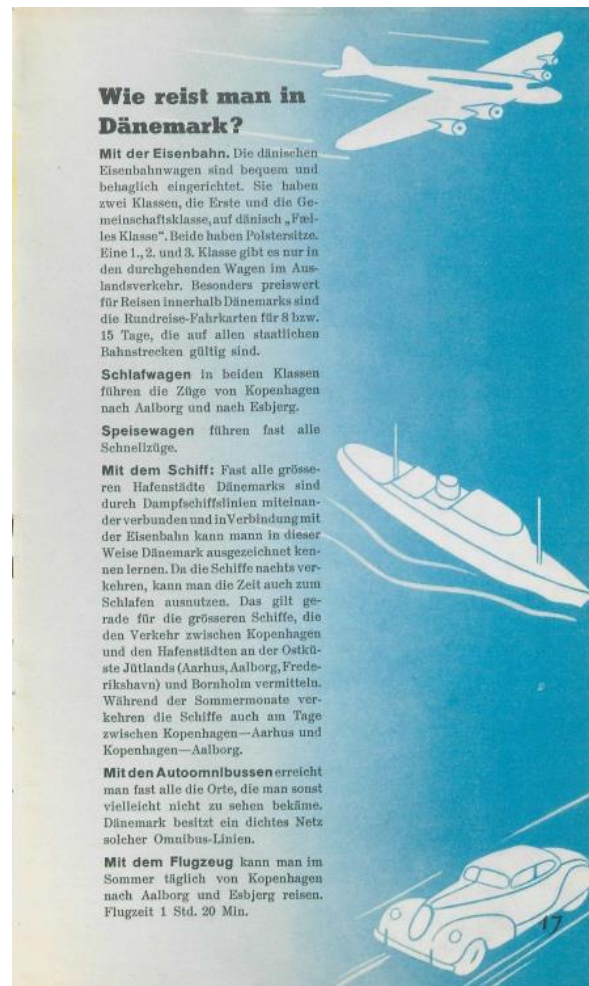 Wie reist man in
Dänemark?
Mit der Eisenbahn. Die dänischen
Eisenbahnwagen sind bequem und
behaglich eingerichtet. Sie haben
zwei Klassen, die Erste und die Ge-
meinschaftsklasse, auf dänisch „Fæl-
les Klasse“. Beide haben Polstersitze.
Eine 1., 2. und 3. Klasse gibt es nur in
den durchgehenden Wagen im Aus-
landsverkehr. Besonders preiswert
für Reisen innerhalb Dänemarks sind
die Rundreise-Fahrkarten für 8 bzw.
15 Tage, die auf allen staatlichen
Bahnstrecken gültig sind.
Schlafwagen in beiden Klassen
führen die Züge von Kopenhagen
nach Aalborg und nach Esbjerg.
Speisewagen führen fast alle
Schnellzüge.
Mit dem Schiff: Fast alle grösse-
ren Hafenstädte Dänemarks sind
durch Dampfschiffslinien miteinan-
der verbunden und in Verbindung mit
der Eisenbahn kann mann in dieser
Weise Dänemark ausgezeichnet ken-
nen lernen. Da die Schiffe nachts ver-
kehren, kann man die Zeit auch zum
Schlafen ausnutzen. Das gilt ge-
rade für die grösseren Schiffe, die
den Verkehr zwischen Kopenhagen
und den Hafenstädten an der Ostkü-
ste Jütlands (Aarhus, Aalborg, Frede-
rikshavn) und Bornholm vermitteln.
Während der Sommermonate ver-
kehren die Schiffe auch am Tage
zwischen Kopenhagen—Aarhus und
Kopenhagen—Aalborg.
Mit den Autoomnibussen erreicht
man fast alle die Orte, die man sonst
vielleicht nicht zu sehen bekäme.
Dänemark besitzt ein dichtes Netz
solcher Omnibus-Linien.
Mit dem Flugzeug kann man im
Sommer täglich von Kopenhagen
nach Aalborg und Esbjerg reisen.
Flugzeit 1 Std. 20 Min.
17